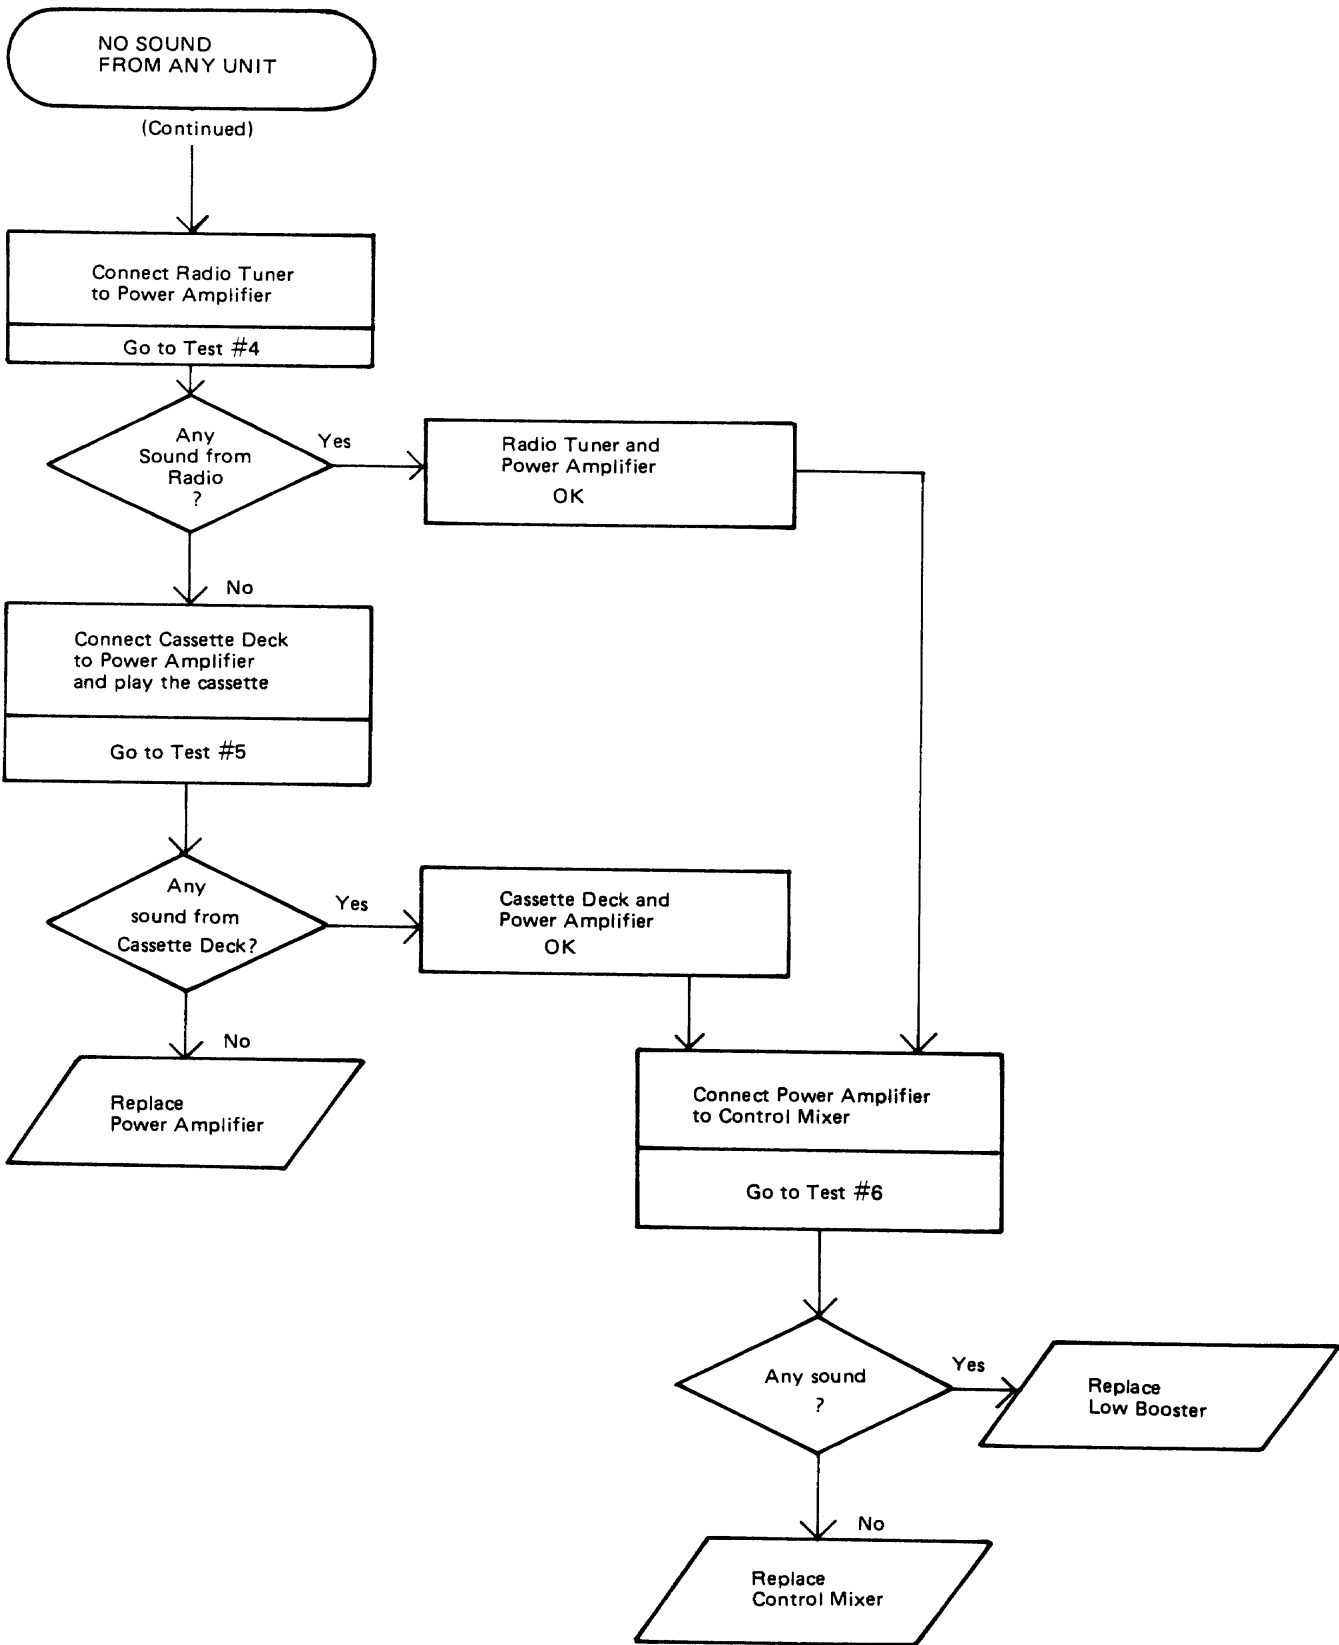 NO SOUND
FROM ANY UNIT
(Continued)
Connect Radio Tuner
to Power Amplifier
Go to Test #4
Any
Sound from
Radio
?
Yes
Radio Tuner and
Power Amplifier
OK
No
Connect Cassette Deck
to Power Amplifier
and play the cassette
Go to Test #5
Any
sound from
Cassette Deck?
Yes
Cassette Deck and
Power Amplifier
OK
No
Replace
Power Amplifier
Connect Power Amplifier
to Control Mixer
Go to Test #6
Any sound
?
Yes
Replace
Low Booster
No
Replace
Control Mixer